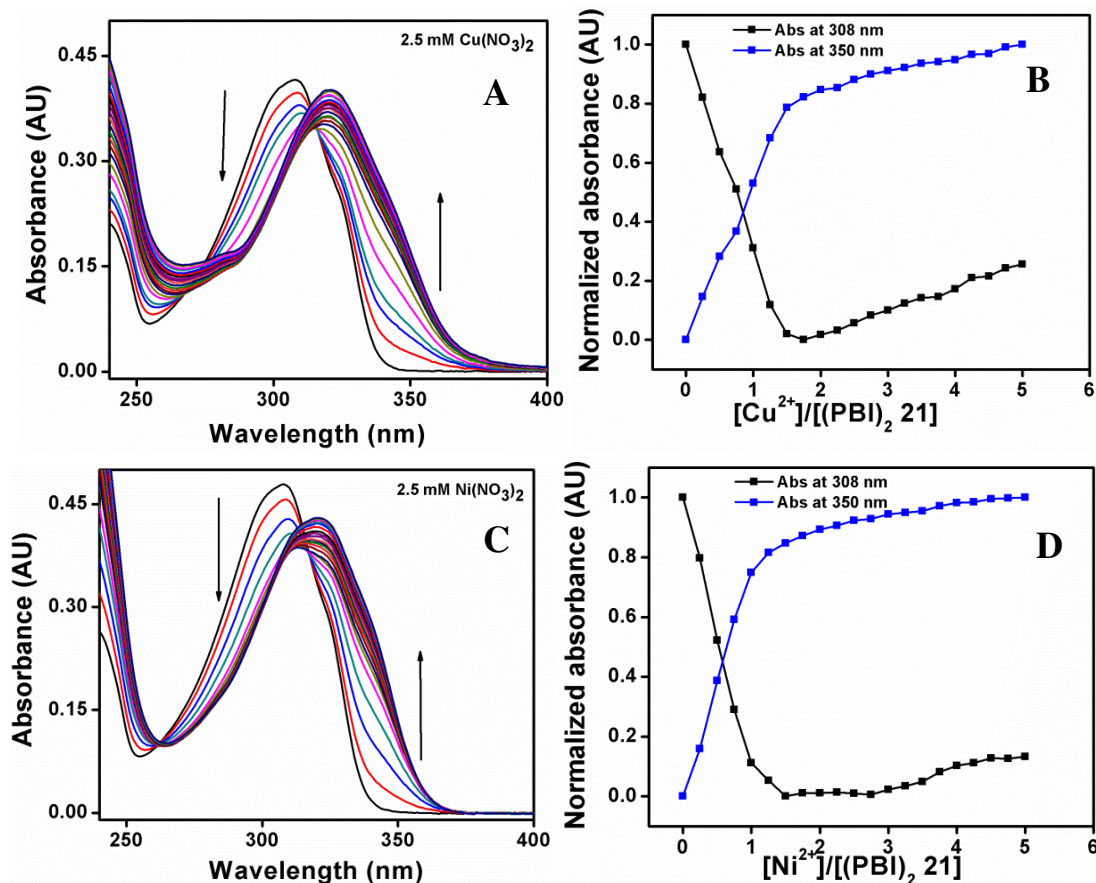 2.5 mM Cu(NO₃)₂
A
0.45
0.30
0.15
0.00
Absorbance (AU)
250 300 350 400
Wavelength (nm)
Abs at 308 nm
Abs at 350 nm
B
1.0
0.8
0.6
0.4
0.2
0.0
Normalized absorbance (AU)
0 1 2 3 4 5 6
[Cu²⁺]/[(PBI)₂ 21]
2.5 mM Ni(NO₃)₂
C
0.45
0.30
0.15
0.00
Absorbance (AU)
250 300 350 400
Wavelength (nm)
Abs at 308 nm
Abs at 350 nm
D
1.0
0.8
0.6
0.4
0.2
0.0
Normalized absorbance (AU)
0 1 2 3 4 5 6
[Ni²⁺]/[(PBI)₂ 21]